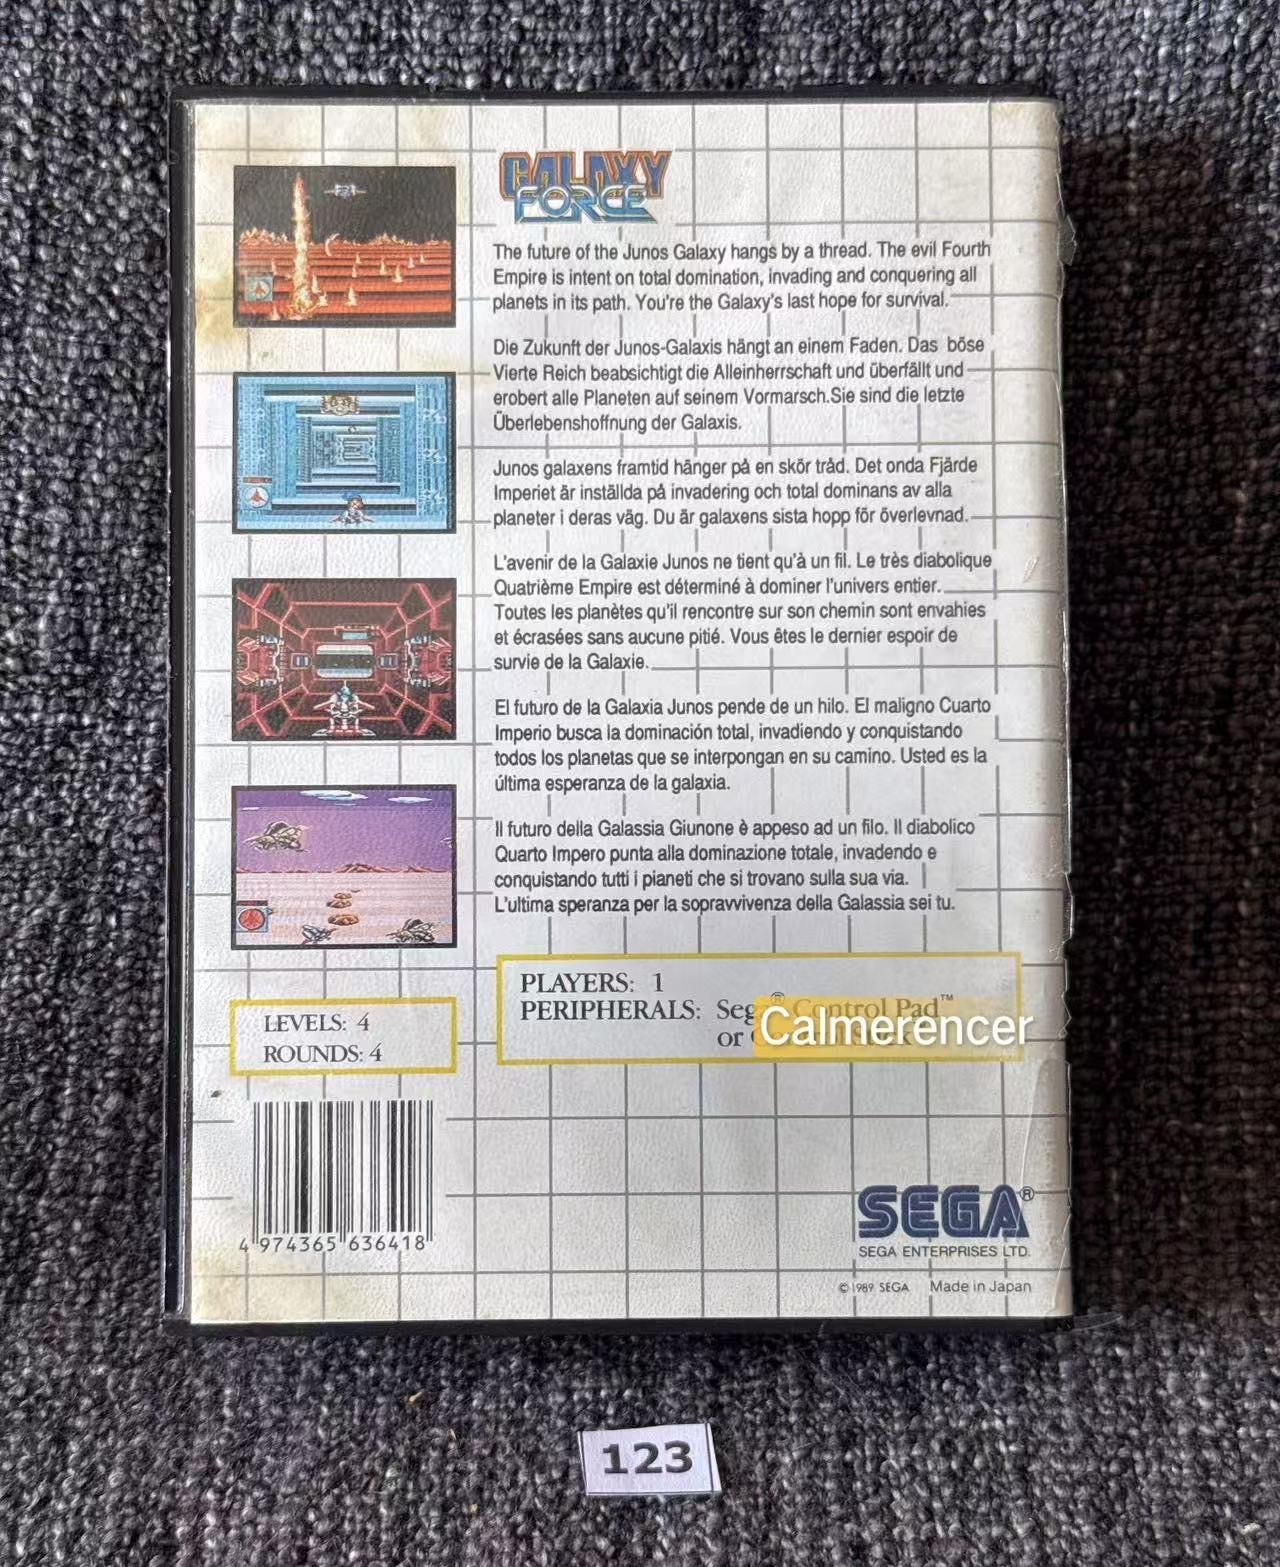 GALAXY
FORCE
The future of the Junos Galaxy hangs by a thread. The evil Fourth
Empire is intent on total domination, invading and conquering all
planets in its path. You're the Galaxy's last hope for survival.
Die Zukunft der Junos-Galaxis hängt an einem Faden. Das böse
Vierte Reich beabsichtigt die Alleinherrschaft und überfällt und
erobert alle Planeten auf seinem Vormarsch.Sie sind die letzte
Überlebenshoffnung der Galaxis.
Junos galaxens framtid hänger på en skör tråd. Det onda Fjärde
Imperiet är inställda på invadering och total dominans av alla
planeter i deras väg. Du är galaxens sista hopp för överlevnad.
L'avenir de la Galaxie Junos ne tient qu'à un fil. Le très diabolique
Quatrième Empire est déterminé à dominer l'univers entier.
Toutes les planètes qu'il rencontre sur son chemin sont envahies
et écrasées sans aucune pitié. Vous êtes le dernier espoir de
survie de la Galaxie.
El futuro de la Galaxia Junos pende de un hilo. El maligno Cuarto
Imperio busca la dominación total, invadiendo y conquistando
todos los planetas que se interpongan en su camino. Usted es la
última esperanza de la galaxia.
Il futuro della Galassia Giunone è appeso ad un filo. Il diabolico
Quarto Impero punta alla dominazione totale, invadendo e
conquistando tutti i pianeti che si trovano sulla sua via.
L'ultima speranza per la sopravvivenza della Galassia sei tu.
PLAYERS: 1
PERIPHERALS: Sega® Control Pad™
or
Calmerencer
LEVELS: 4
ROUNDS: 4
4 974365 636418
SEGA®
SEGA ENTERPRISES LTD.
© 1989 SEGA Made in Japan
123